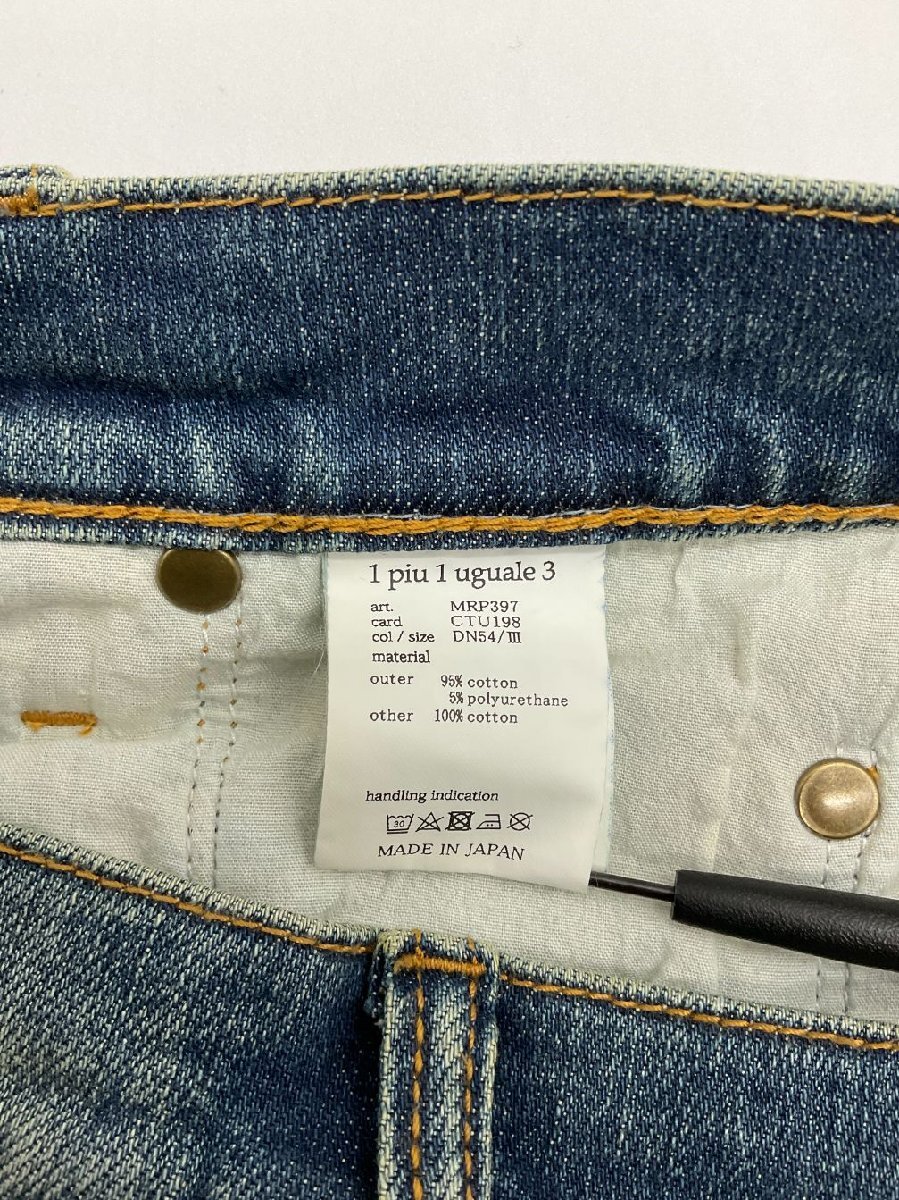 1 piu 1 uguale 3
art. MRP397
card CTU198
col / size DN54/III
material
outer 95% cotton
5% polyurethane
other 100% cotton
handling indication
30
MADE IN JAPAN